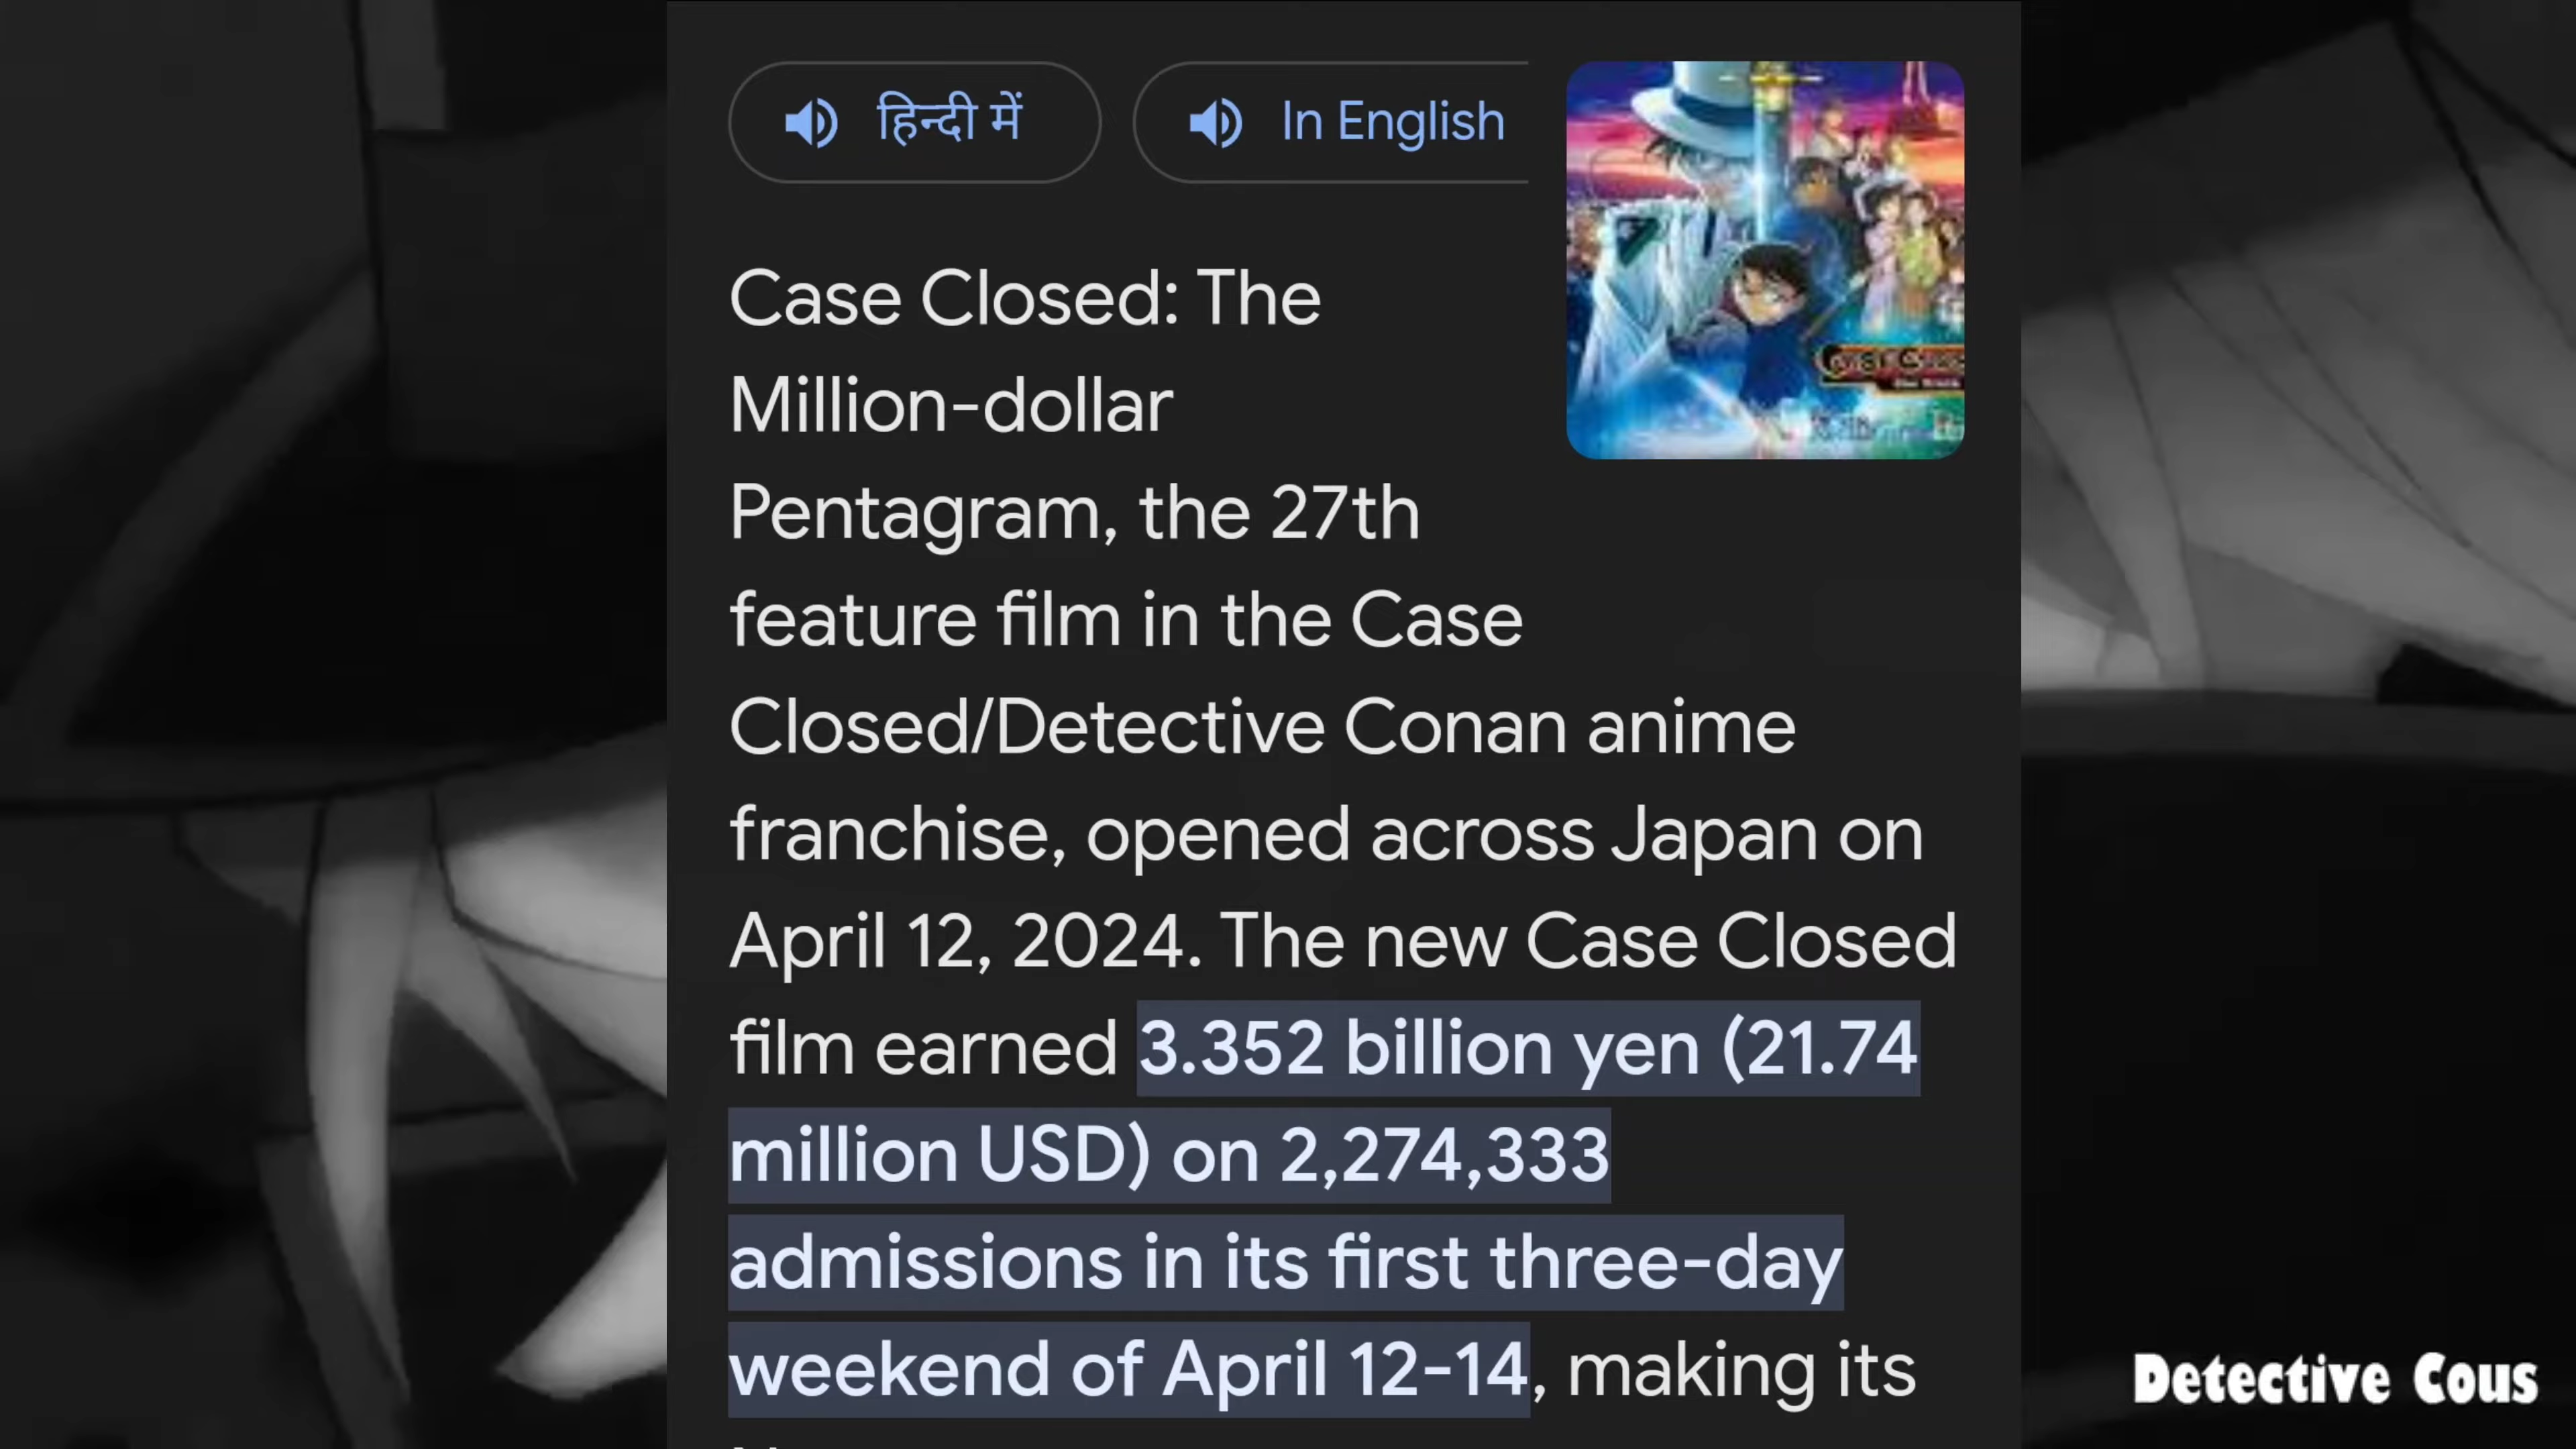 हिन्दी में
In English
Case Closed: The
Million-dollar
Pentagram, the 27th
feature film in the Case
Closed/Detective Conan anime
franchise, opened across Japan on
April 12, 2024. The new Case Closed
film earned 3.352 billion yen (21.74
million USD) on 2,274,333
admissions in its first three-day
weekend of April 12-14, making its
Detective Cous